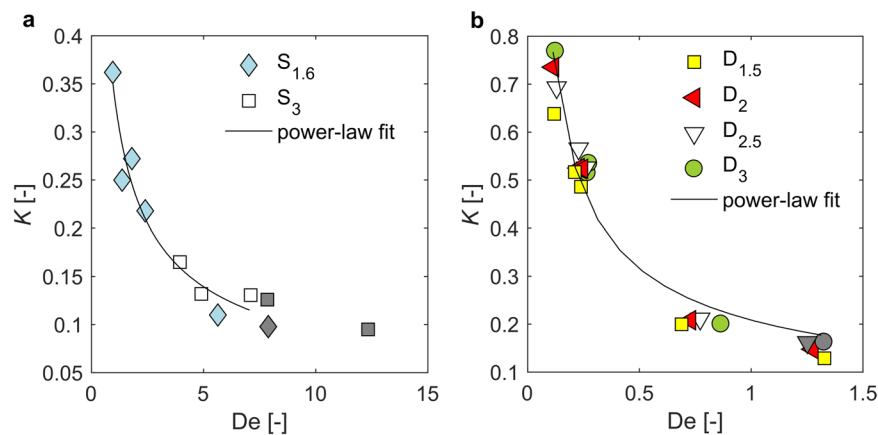 a
0.4
0.35
0.3
0.25
0.2
0.15
0.1
0.05
K [-]
0
5
10
15
De [-]
S1.6
S3
power-law fit
b
0.8
0.7
0.6
0.5
0.4
0.3
0.2
0.1
K [-]
0
0.5
1
1.5
De [-]
D1.5
D2
D2.5
D3
power-law fit